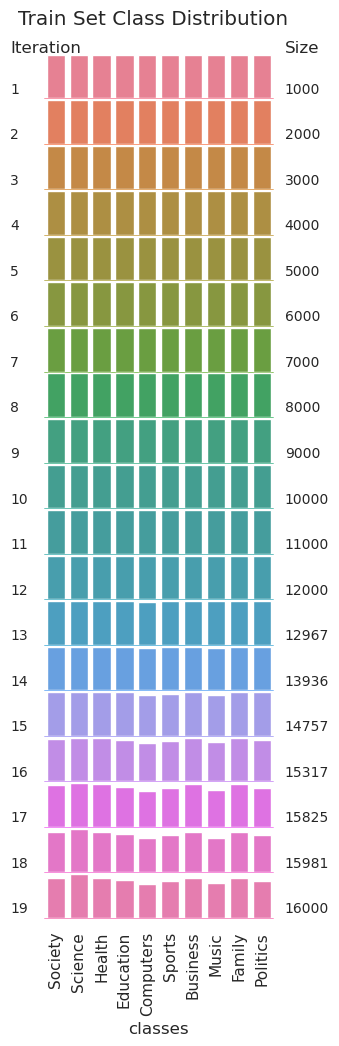 Train Set Class Distribution
Iteration Size
1 1000
2 2000
3 3000
4 4000
5 5000
6 6000
7 7000
8 8000
9 9000
10 10000
11 11000
12 12000
13 12967
14 13936
15 14757
16 15317
17 15825
18 15981
19 16000
Society
Science
Health
Education
Computers
Sports
Business
Music
Family
Politics
classes